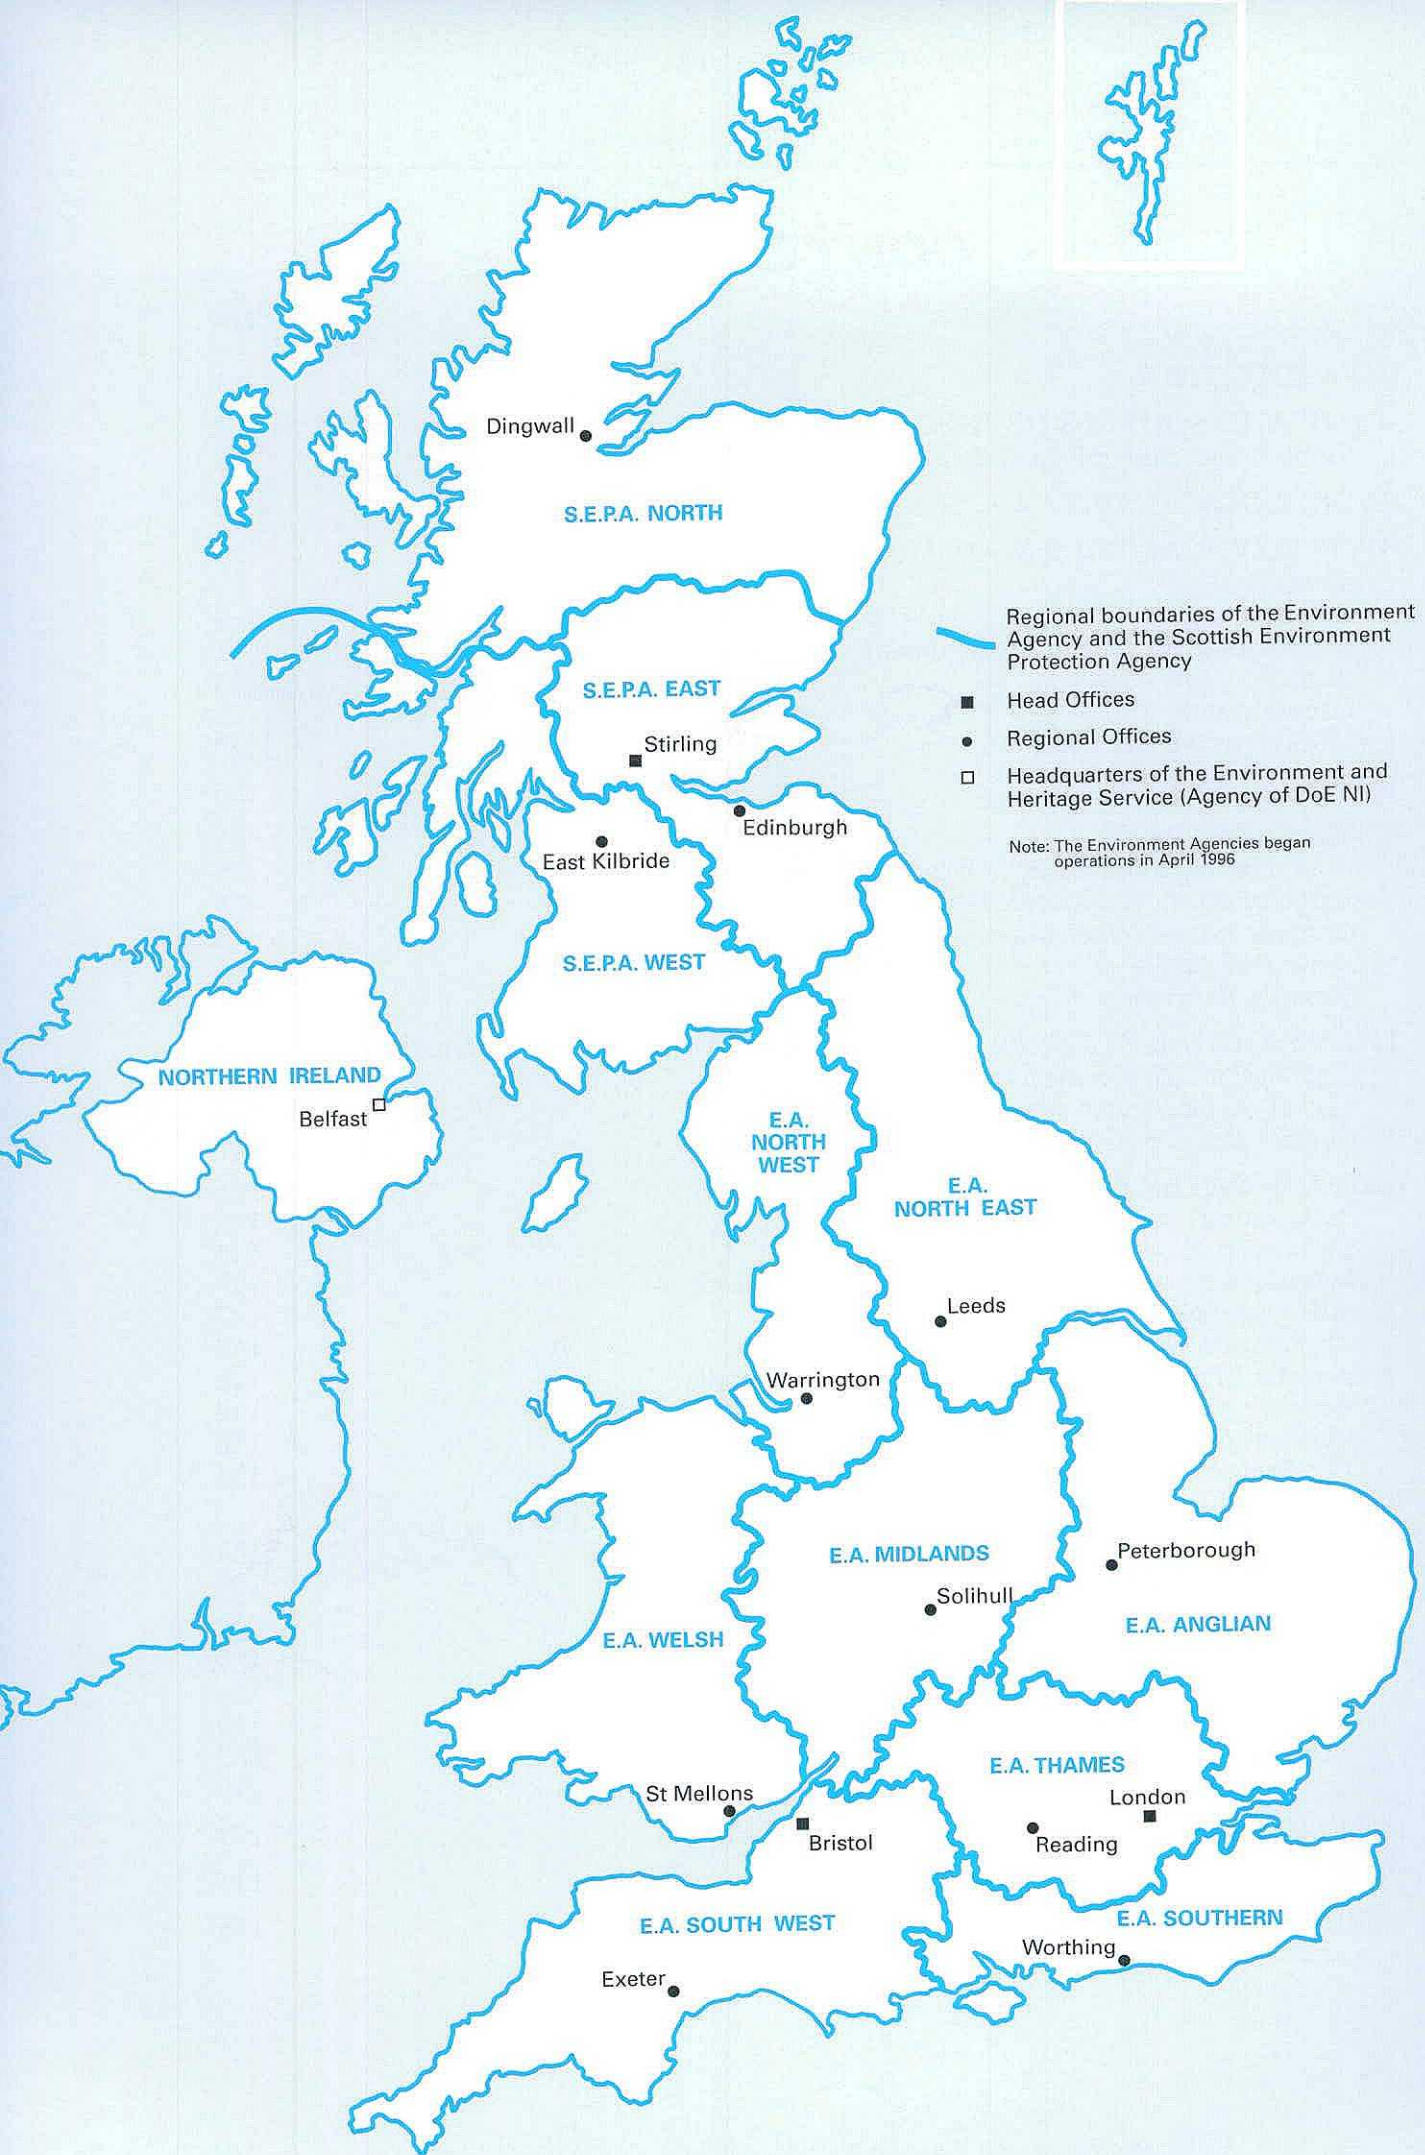 Dingwall
S.E.P.A. NORTH
Regional boundaries of the Environment
Agency and the Scottish Environment
Protection Agency
S.E.P.A. EAST
Head Offices
Stirling
Regional Offices
Headquarters of the Environment and
Heritage Service (Agency of DoE NI)
Edinburgh
Note: The Environment Agencies began
operations in April 1996
East Kilbride
S.E.P.A. WEST
NORTHERN IRELAND
Belfast
E.A.
NORTH
WEST
E.A.
NORTH EAST
Leeds
Warrington
E.A. MIDLANDS
Peterborough
Solihull
E.A. ANGLIAN
E.A. WELSH
E.A. THAMES
St Mellons
London
Bristol
Reading
E.A. SOUTH WEST
E.A. SOUTHERN
Worthing
Exeter